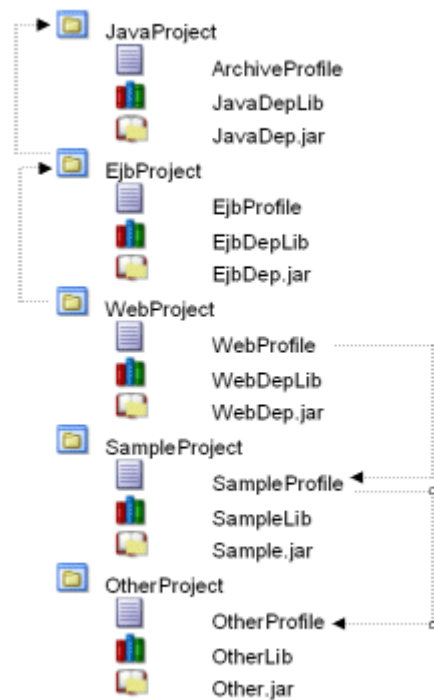 JavaProject
ArchiveProfile
JavaDepLib
JavaDep.jar
EjbProject
EjbProfile
EjbDepLib
EjbDep.jar
WebProject
WebProfile
WebDepLib
WebDep.jar
SampleProject
SampleProfile
SampleLib
Sample.jar
OtherProject
OtherProfile
OtherLib
Other.jar